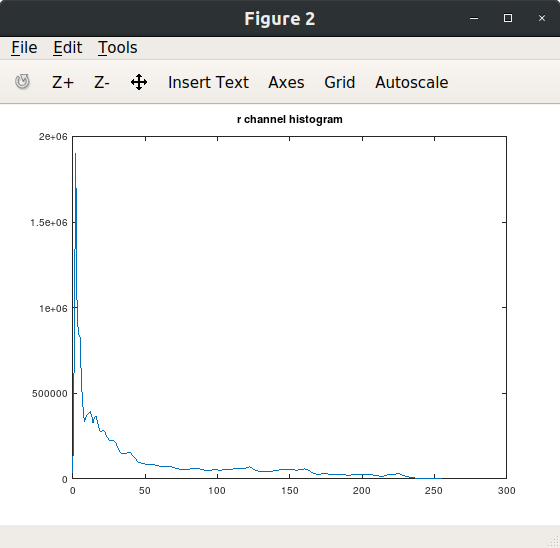 Figure 2
File Edit Tools
Z+ Z- Insert Text Axes Grid Autoscale
r channel histogram
2e+06
1.5e+06
1e+06
500000
0
0 50 100 150 200 250 300